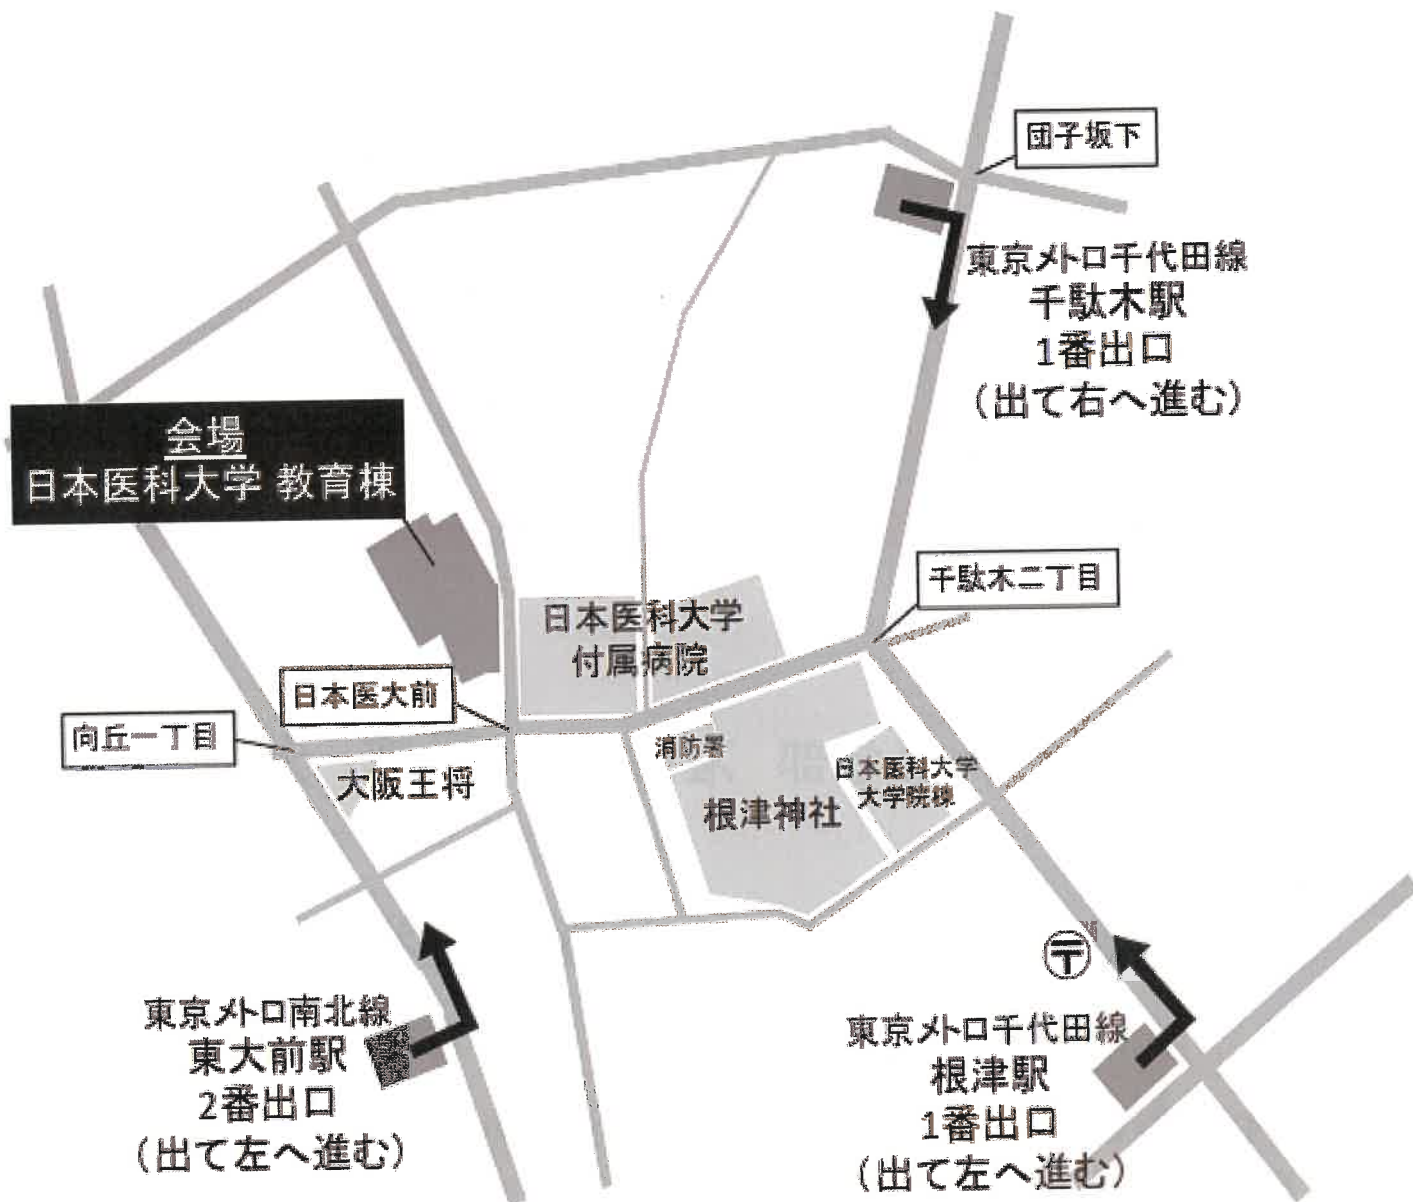 団子坂下
東京メトロ千代田線
千駄木駅
1番出口
（出て右へ進む）
会場
日本医科大学 教育棟
千駄木二丁目
日本医科大学
付属病院
日本医大前
向丘一丁目
大阪王将
消防署
日本医科大学
大学院棟
根津神社
〒
東京メトロ南北線
東大前駅
2番出口
（出て左へ進む）
東京メトロ千代田線
根津駅
1番出口
（出て左へ進む）